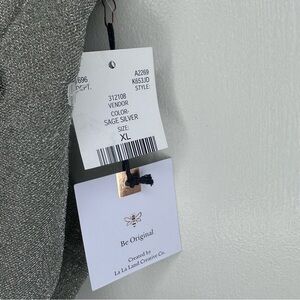 696 A2269
DEPT. K653JD
STYLE:
312108
VENDOR
COLOR:
SAGE SILVER
SIZE:
XL
Be Original.
Created by
La La Land Creative Co.